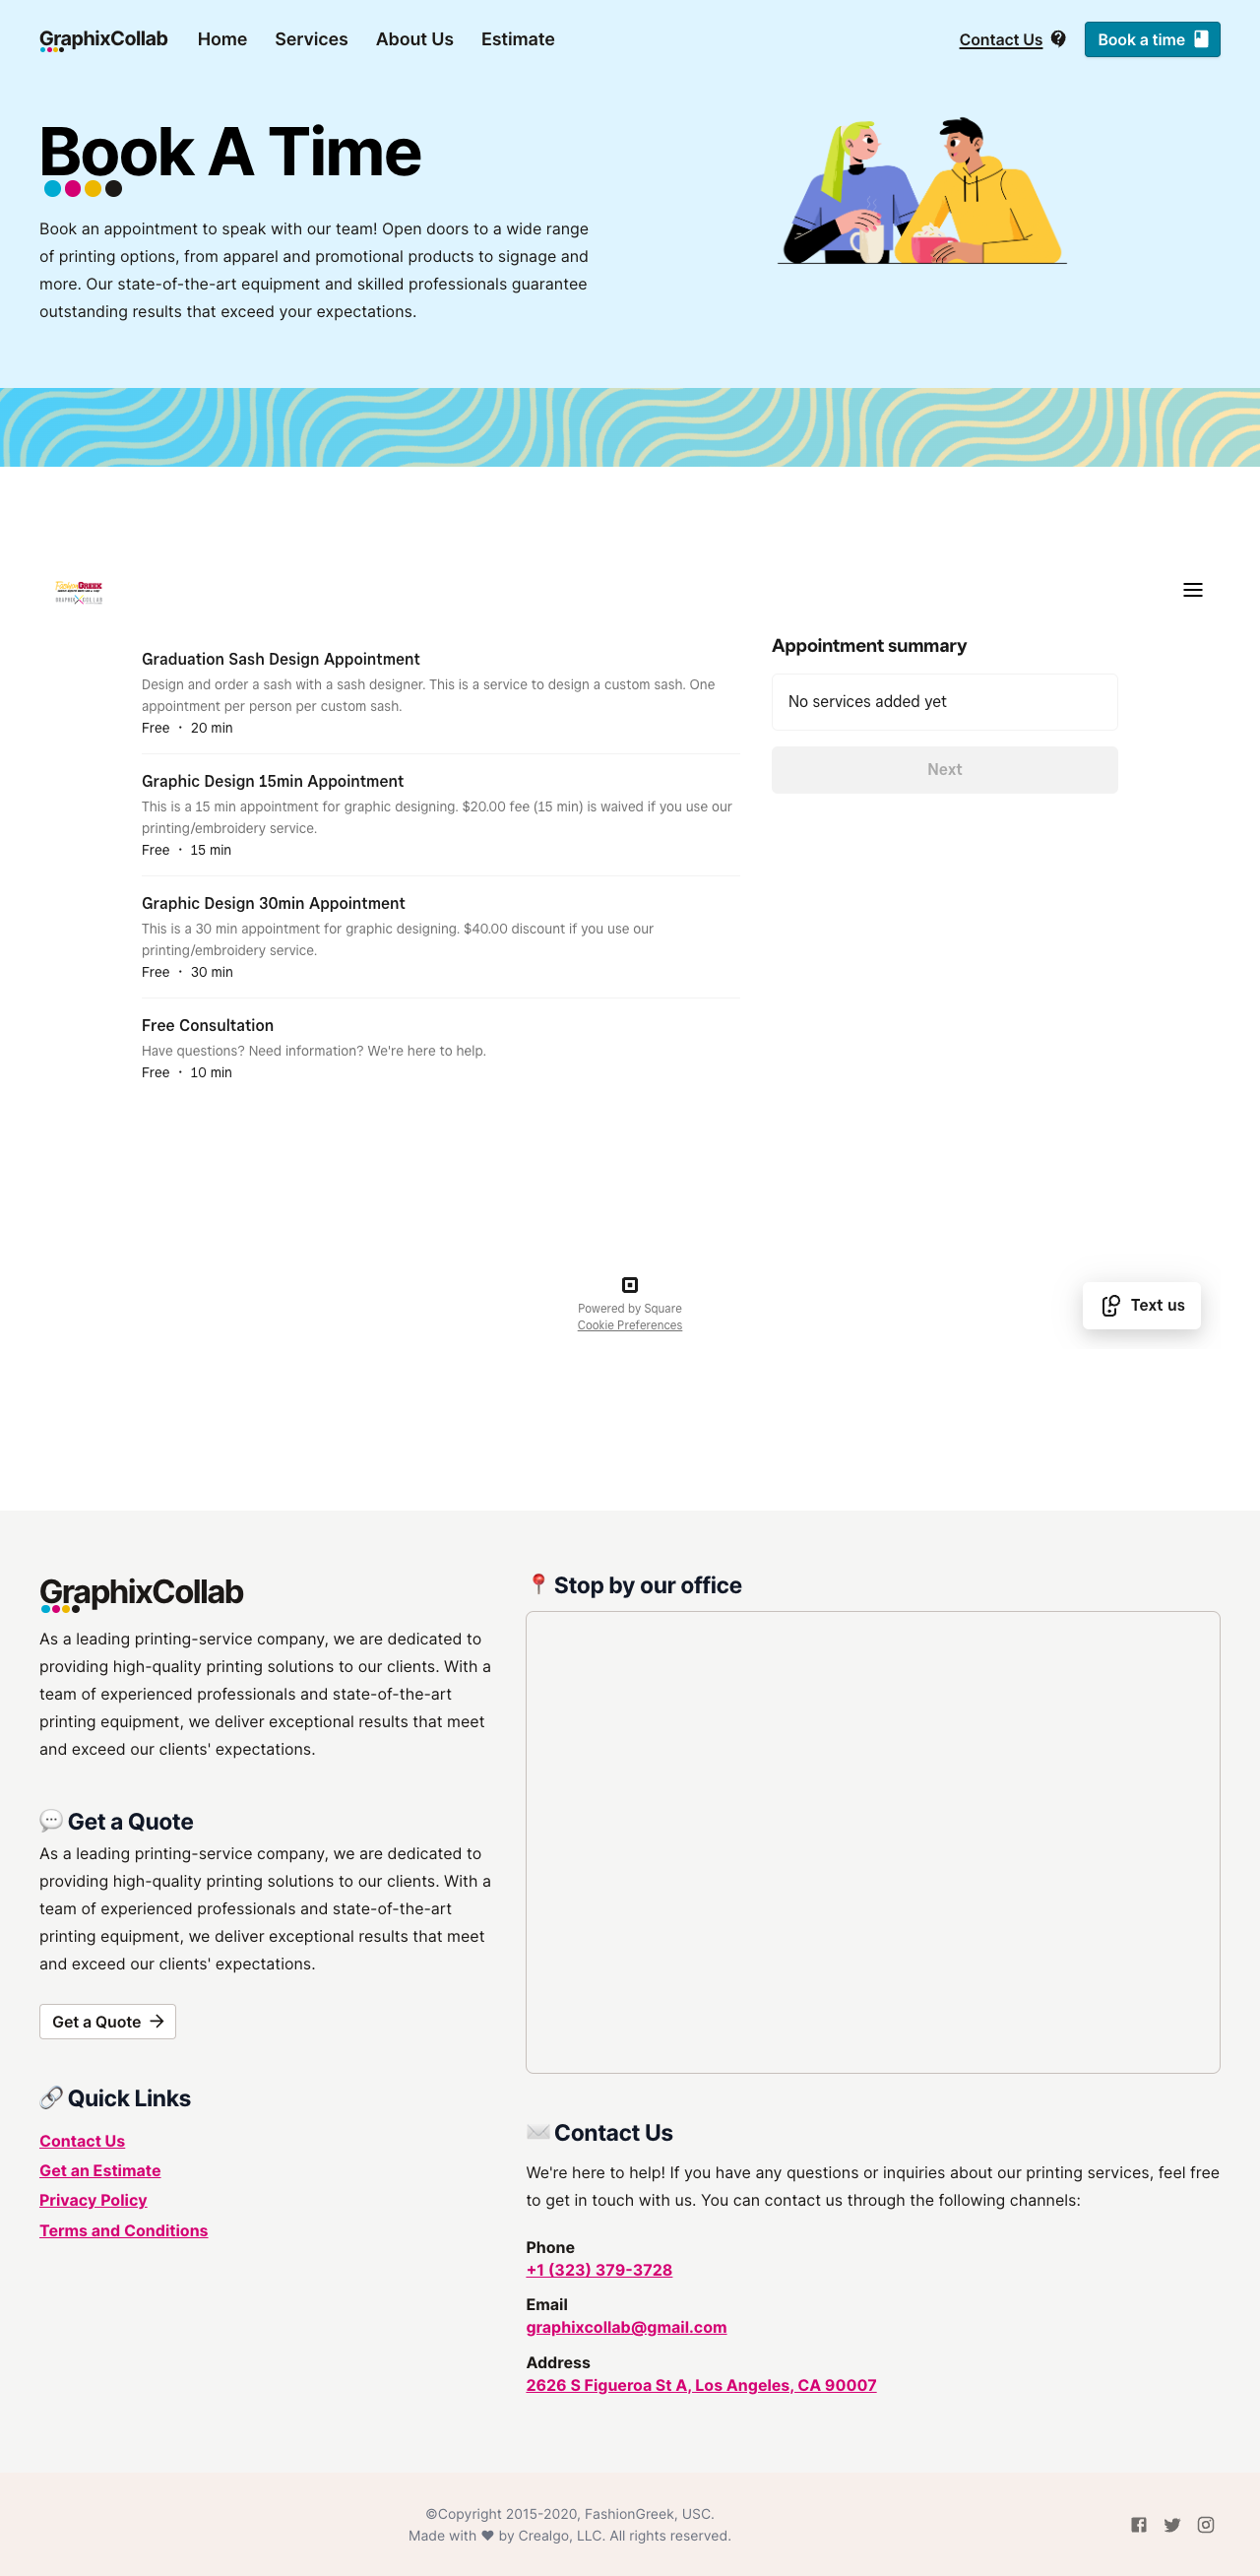 GraphixCollab
Home
Services
About Us
Estimate
Contact Us
Book a time
Book A Time
Book an appointment to speak with our team! Open doors to a wide range
of printing options, from apparel and promotional products to signage and
more. Our state-of-the-art equipment and skilled professionals guarantee
outstanding results that exceed your expectations.
Graduation Sash Design Appointment
Design and order a sash with a sash designer. This is a service to design a custom sash. One
appointment per person per custom sash.
Free · 20 min
Graphic Design 15min Appointment
This is a 15 min appointment for graphic designing. $20.00 fee (15 min) is waived if you use our
printing/embroidery service.
Free · 15 min
Graphic Design 30min Appointment
This is a 30 min appointment for graphic designing. $40.00 discount if you use our
printing/embroidery service.
Free · 30 min
Free Consultation
Have questions? Need information? We're here to help.
Free · 10 min
Appointment summary
No services added yet
Next
Powered by Square
Cookie Preferences
Text us
GraphixCollab
As a leading printing-service company, we are dedicated to
providing high-quality printing solutions to our clients. With a
team of experienced professionals and state-of-the-art
printing equipment, we deliver exceptional results that meet
and exceed our clients' expectations.
Get a Quote
As a leading printing-service company, we are dedicated to
providing high-quality printing solutions to our clients. With a
team of experienced professionals and state-of-the-art
printing equipment, we deliver exceptional results that meet
and exceed our clients' expectations.
Get a Quote
Quick Links
Contact Us
Get an Estimate
Privacy Policy
Terms and Conditions
Stop by our office
Contact Us
We're here to help! If you have any questions or inquiries about our printing services, feel free
to get in touch with us. You can contact us through the following channels:
Phone
+1 (323) 379-3728
Email
graphixcollab@gmail.com
Address
2626 S Figueroa St A, Los Angeles, CA 90007
©Copyright 2015-2020, FashionGreek, USC.
Made with ♥ by Crealgo, LLC. All rights reserved.